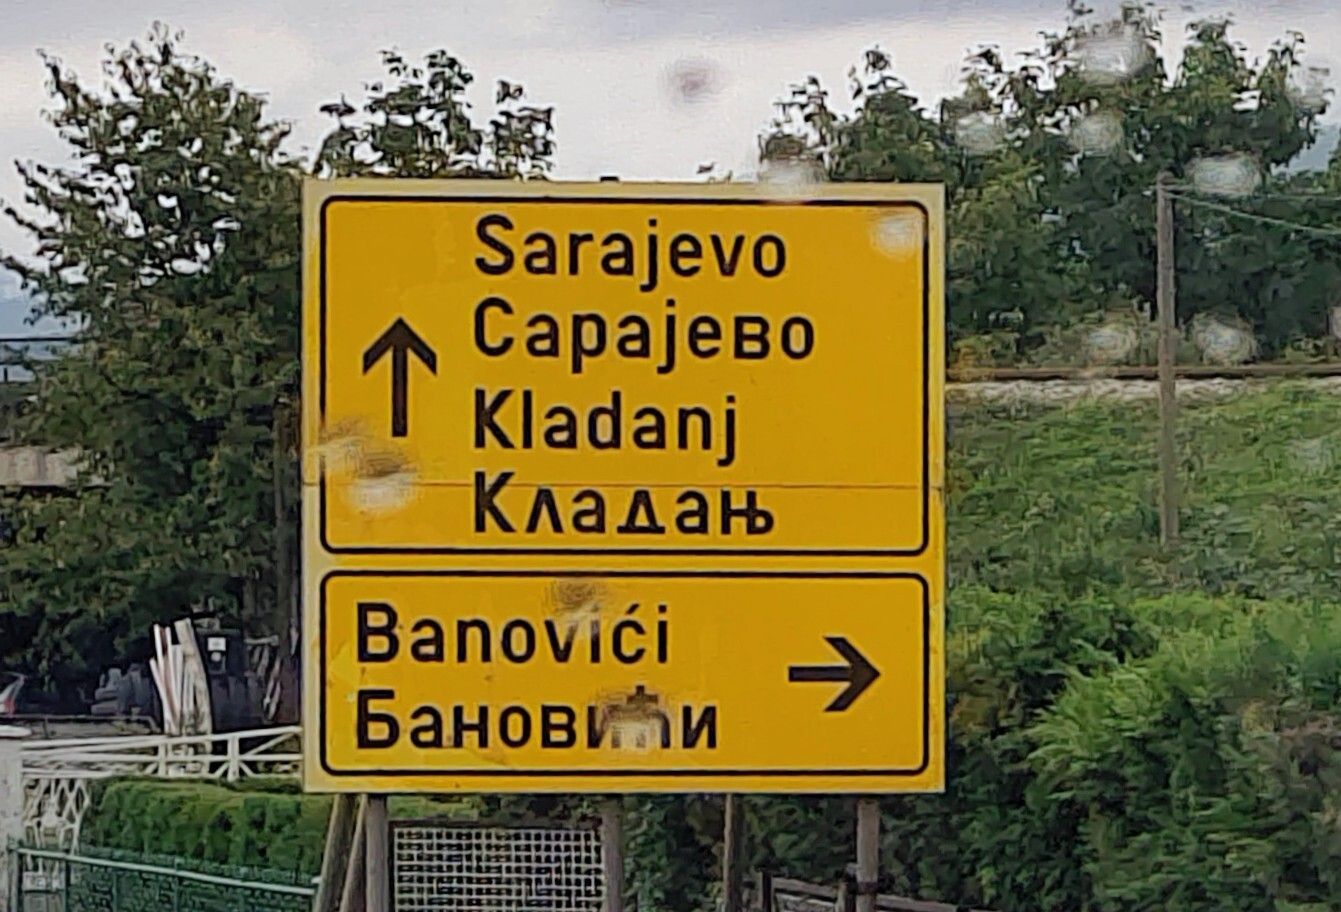 Sarajevo
Сарајево
Kladanj
Кладањ
Banovići
Бановићи